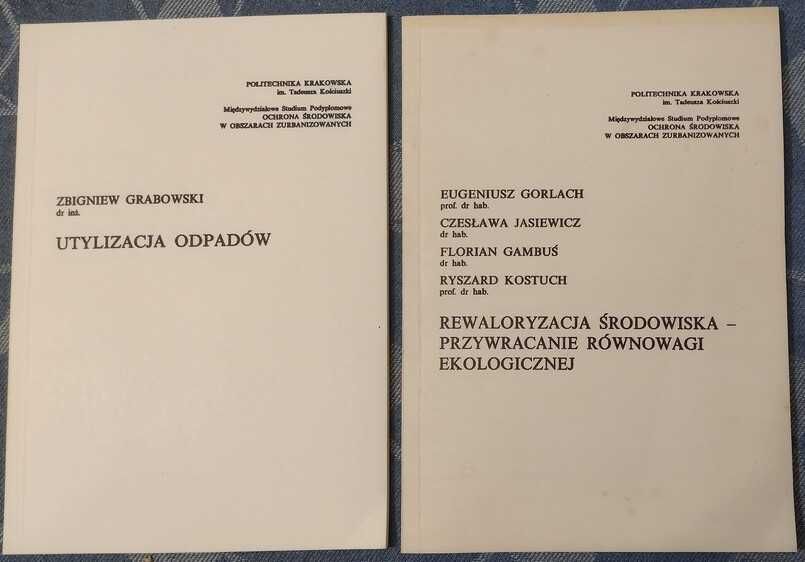 POLITECHNIKA KRAKOWSKA
im. Tadeusza Kościuszki
Międzywydziałowe Studium Podyplomowe
OCHRONA ŚRODOWISKA
W OBSZARACH ZURBANIZOWANYCH
ZBIGNIEW GRABOWSKI
dr inż.
UTYLIZACJA ODPADÓW
POLITECHNIKA KRAKOWSKA
im. Tadeusza Kościuszki
Międzywydziałowe Studium Podyplomowe
OCHRONA ŚRODOWISKA
W OBSZARACH ZURBANIZOWANYCH
EUGENIUSZ GORLACH
prof. dr hab.
CZESŁAWA JASIEWICZ
dr hab.
FLORIAN GAMBUŚ
dr hab.
RYSZARD KOSTUCH
prof. dr hab.
REWALORYZACJA ŚRODOWISKA –
PRZYWRACANIE RÓWNOWAGI
EKOLOGICZNEJ